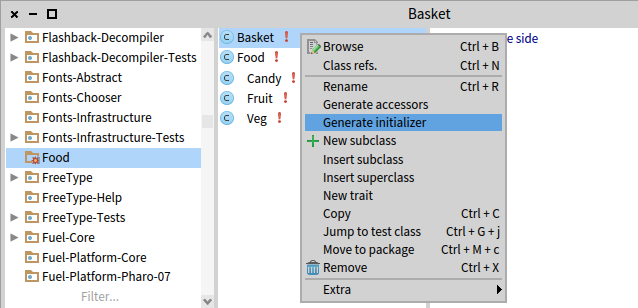 Basket
Flashback-Decompiler
Flashback-Decompiler-Tests
Fonts-Abstract
Fonts-Chooser
Fonts-Infrastructure
Fonts-Infrastructure-Tests
Food
FreeType
FreeType-Help
FreeType-Tests
Fuel-Core
Fuel-Platform-Core
Fuel-Platform-Pharo-07
Filter...
C Basket !
C Food !
C Candy !
C Fruit !
C Veg !
e side
Browse Ctrl + B
Class refs. Ctrl + N
Rename Ctrl + R
Generate accessors
Generate initializer
New subclass
Insert subclass
Insert superclass
New trait
Copy Ctrl + C
Jump to test class Ctrl + G + j
Move to package Ctrl + M + c
Remove Ctrl + X
Extra